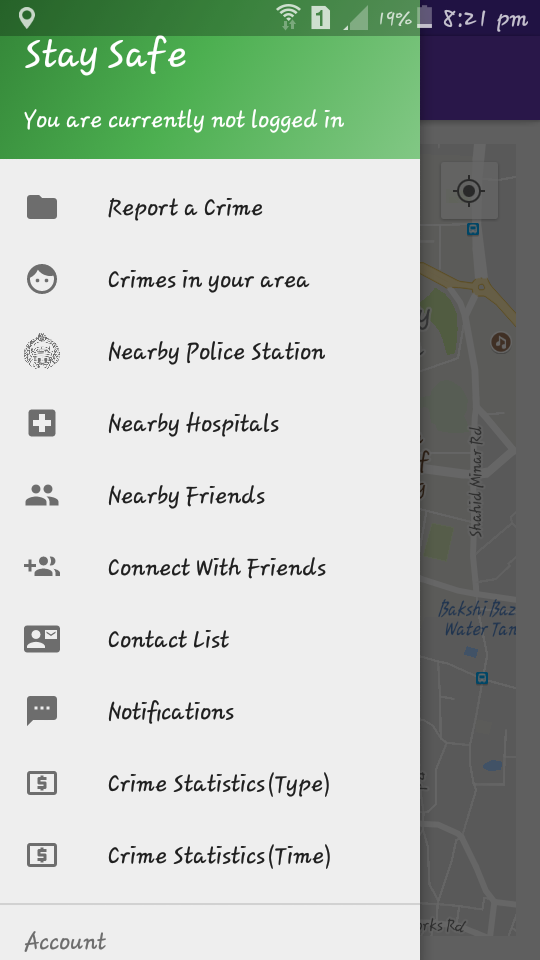 1 19% 8:21 pm
Stay Safe
You are currently not logged in
Report a Crime
Crimes in your area
Nearby Police Station
Nearby Hospitals
Nearby Friends
Connect With Friends
Contact List
Notifications
Crime Statistics(Type)
Crime Statistics(Time)
Account
Shahid Minar Rd
Bakshi Baz
Water Tan
rks Rd